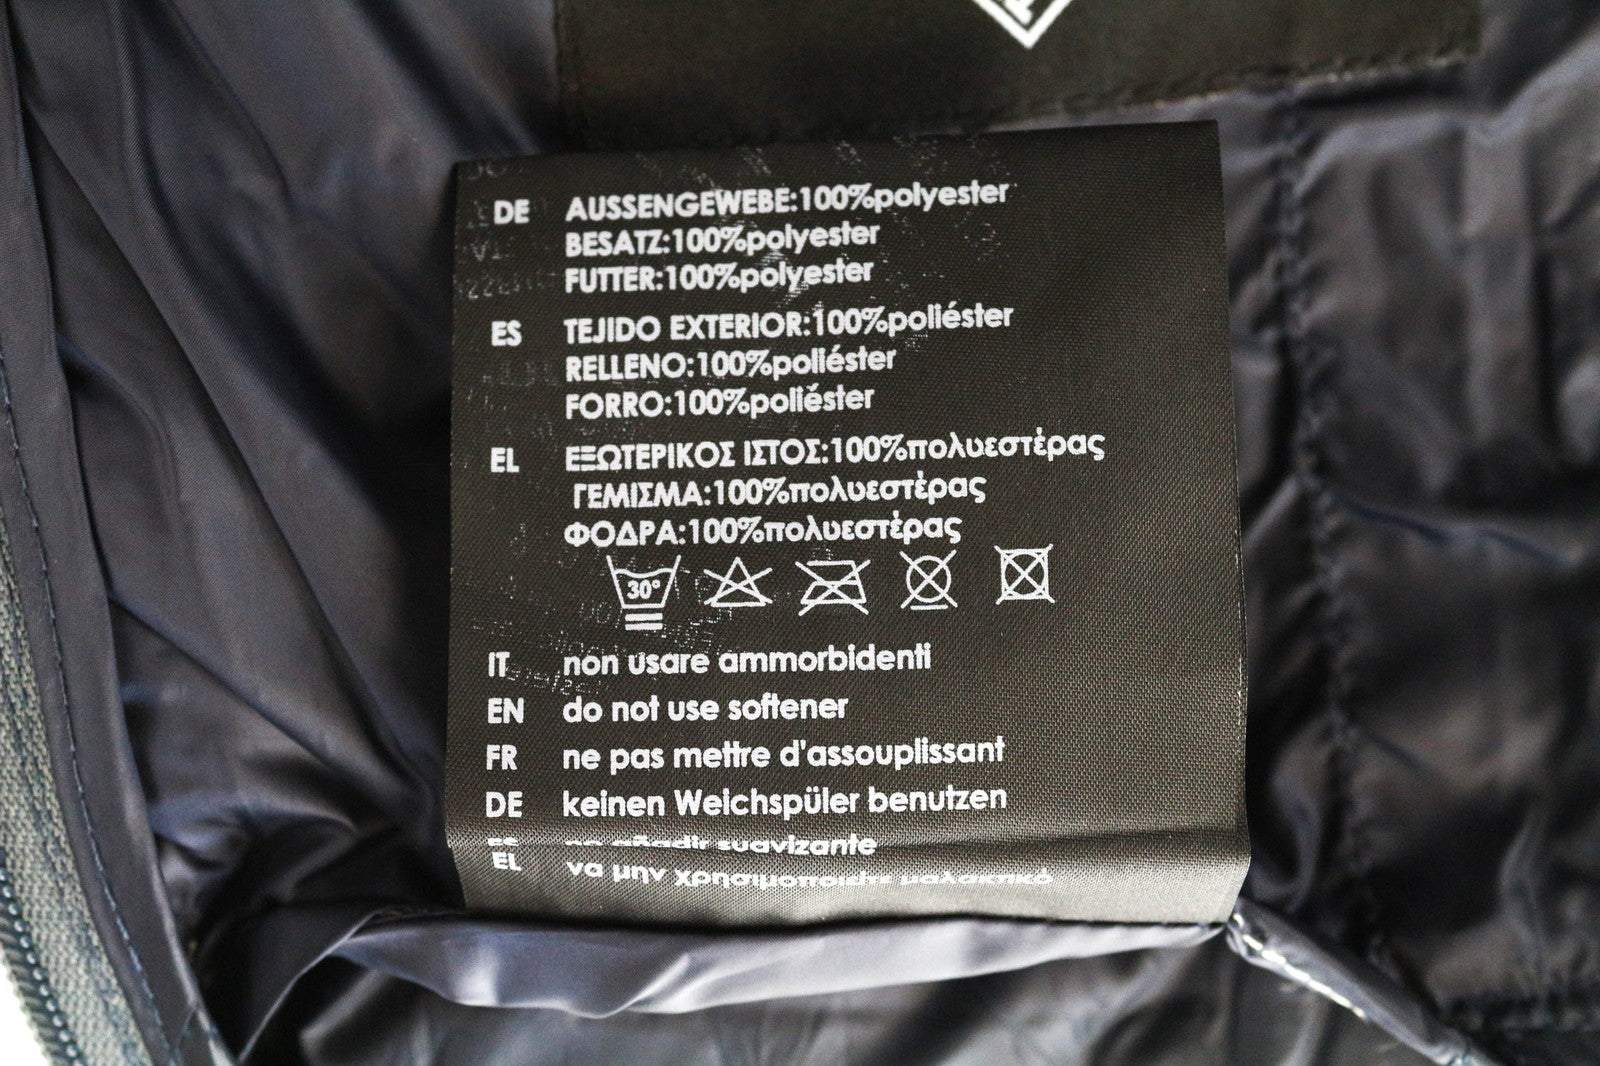 DE AUSSENGEWEBE:100%polyester
BESATZ:100%polyester
FUTTER:100%polyester
ES TEJIDO EXTERIOR:100%poliéster
RELLENO:100%poliéster
FORRO:100%poliéster
EL ΕΞΩΤΕΡΙΚΟΣ ΙΣΤΟΣ:100%πολυεστέρας
ΓΕΜΙΣΜΑ:100%πολυεστέρας
ΦΟΔΡΑ:100%πολυεστέρας
30°
IT non usare ammorbidenti
EN do not use softener
FR ne pas mettre d'assouplissant
DE keinen Weichspüler benutzen
ES no añadir suavizante
EL να μην χρησιμοποιείτε μαλακτικό